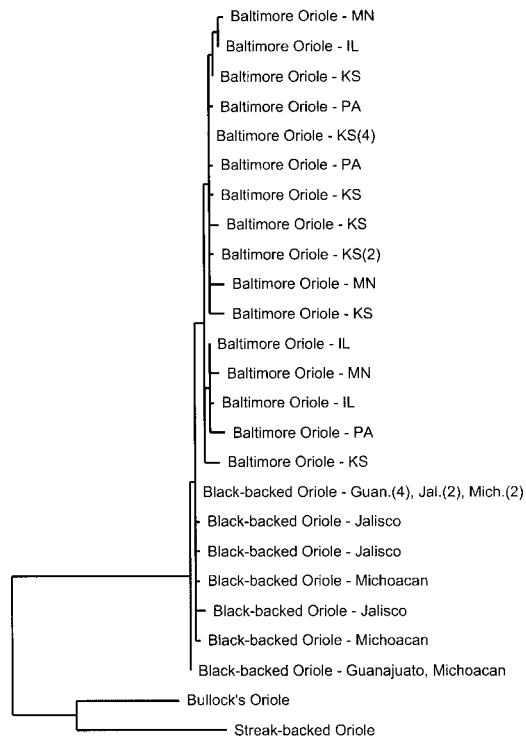 Baltimore Oriole - MN
Baltimore Oriole - IL
Baltimore Oriole - KS
Baltimore Oriole - PA
Baltimore Oriole - KS(4)
Baltimore Oriole - PA
Baltimore Oriole - KS
Baltimore Oriole - KS
Baltimore Oriole - KS(2)
Baltimore Oriole - MN
Baltimore Oriole - KS
Baltimore Oriole - IL
Baltimore Oriole - MN
Baltimore Oriole - IL
Baltimore Oriole - PA
Baltimore Oriole - KS
Black-backed Oriole - Guan.(4), Jal.(2), Mich.(2)
Black-backed Oriole - Jalisco
Black-backed Oriole - Jalisco
Black-backed Oriole - Michoacan
Black-backed Oriole - Jalisco
Black-backed Oriole - Michoacan
Black-backed Oriole - Guanajuato, Michoacan
Bullock's Oriole
Streak-backed Oriole